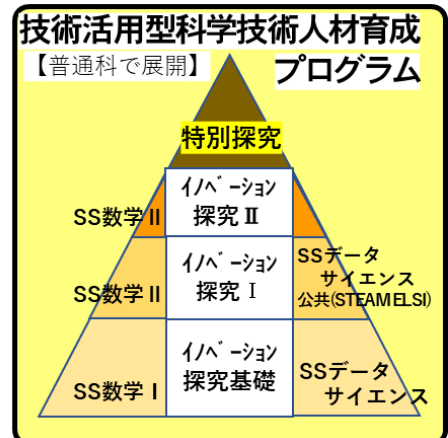 技術活用型科学技術人材育成
【普通科で展開】
プログラム
特別探究
SS数学Ⅱ
ｲﾉﾍﾞｰｼｮﾝ
探究Ⅱ
SS数学Ⅱ
ｲﾉﾍﾞｰｼｮﾝ
探究Ⅰ
SSデータ
サイエンス
公共(STEAM ELSI)
SS数学Ⅰ
ｲﾉﾍﾞｰｼｮﾝ
探究基礎
SSデータ
サイエンス